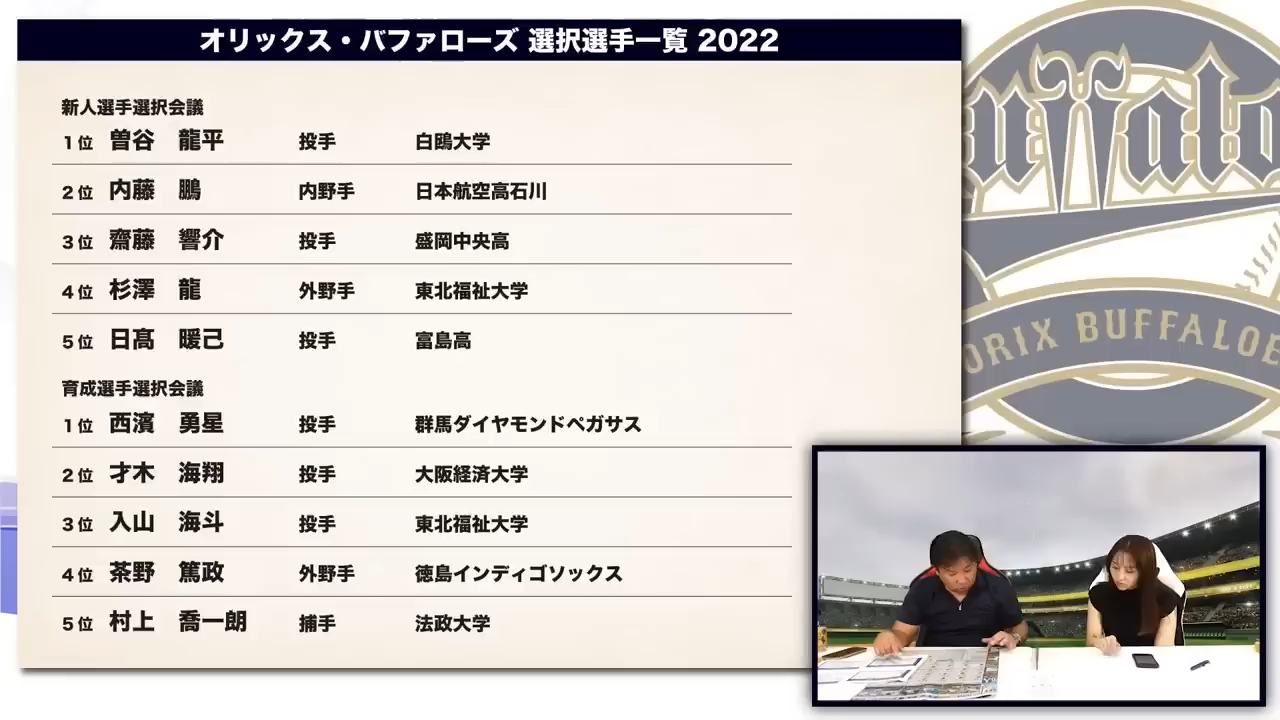 オリックス・バファローズ 選択選手一覧 2022
新人選手選択会議
1位 曽谷 龍平 投手 白鴎大学
2位 内藤 鵬 内野手 日本航空高石川
3位 齋藤 響介 投手 盛岡中央高
4位 杉澤 龍 外野手 東北福祉大学
5位 日髙 暖己 投手 富島高
育成選手選択会議
1位 西濱 勇星 投手 群馬ダイヤモンドペガサス
2位 才木 海翔 投手 大阪経済大学
3位 入山 海斗 投手 東北福祉大学
4位 茶野 篤政 外野手 徳島インディゴソックス
5位 村上 喬一朗 捕手 法政大学
uffalo
ORIX BUFFALOE